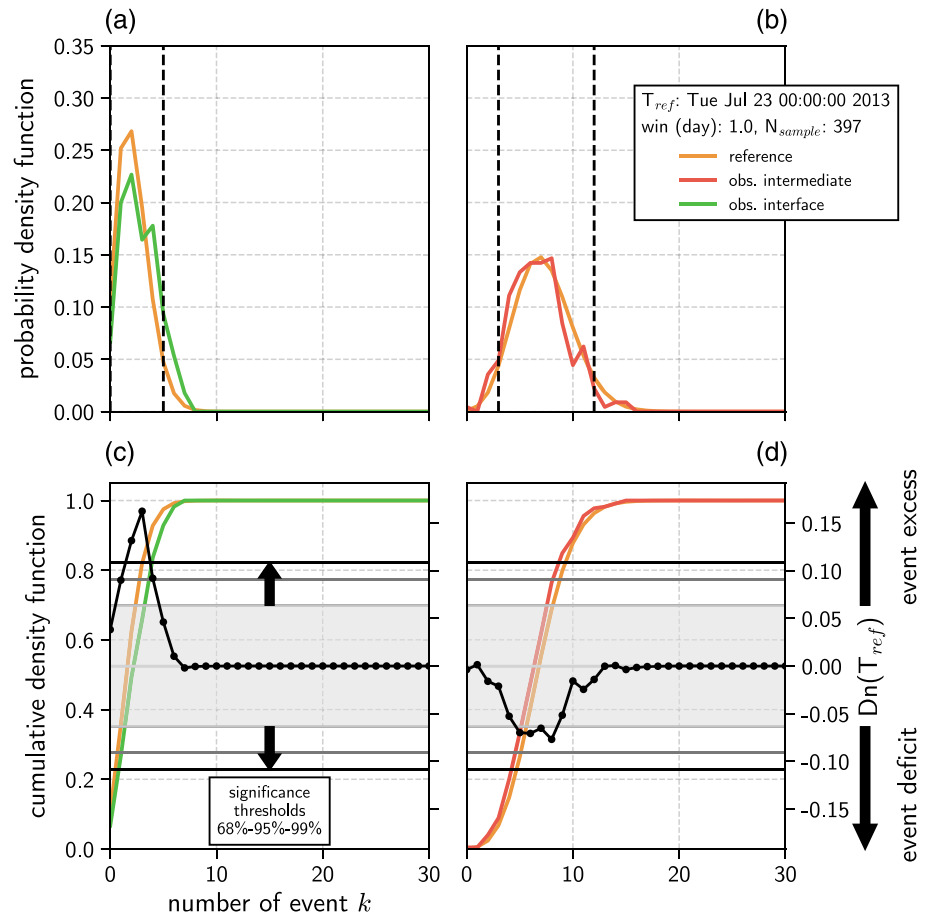 (a)
(b)
0.35
0.30
0.25
0.20
0.15
0.10
0.05
0.00
probability density function
T_ref: Tue Jul 23 00:00:00 2013
win (day): 1.0, N_sample: 397
reference
obs. intermediate
obs. interface
(c)
(d)
1.0
0.8
0.6
0.4
0.2
0.0
cumulative density function
significance
thresholds
68%-95%-99%
0 10 20 30
0 10 20 30
number of event k
0.15
0.10
0.05
0.00
-0.05
-0.10
-0.15
Dn(T_ref)
event excess
event deficit